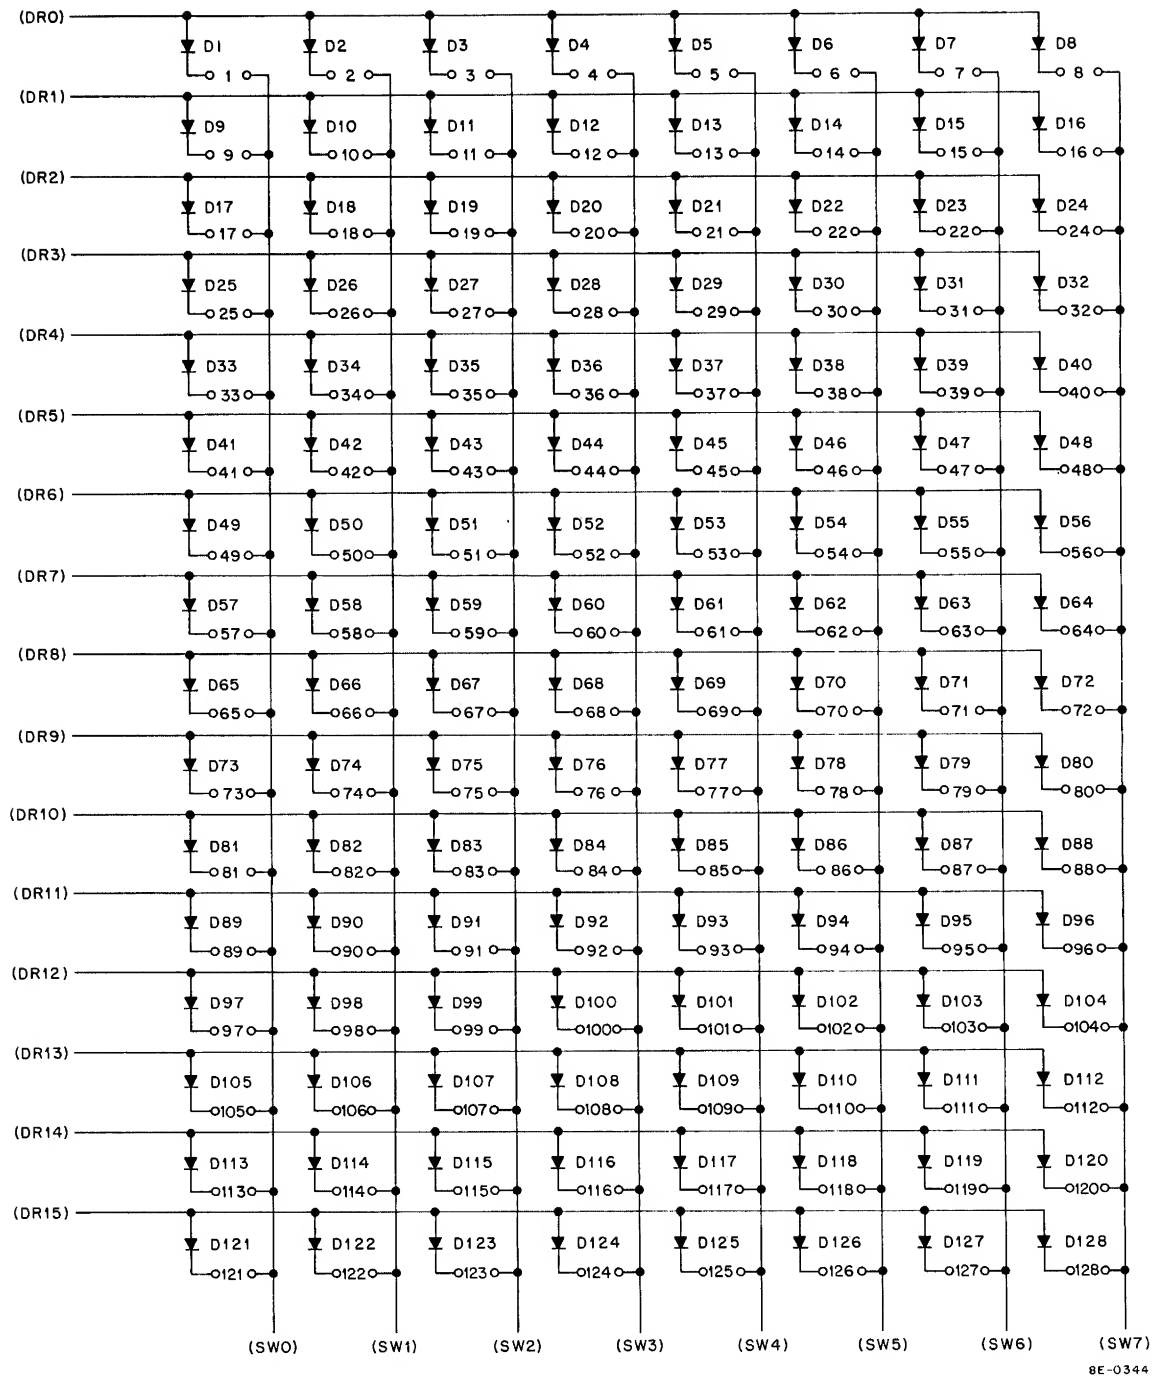 (DR0)
D1 D2 D3 D4 D5 D6 D7 D8
1 2 3 4 5 6 7 8
(DR1)
D9 D10 D11 D12 D13 D14 D15 D16
9 10 11 12 13 14 15 16
(DR2)
D17 D18 D19 D20 D21 D22 D23 D24
17 18 19 20 21 22 22 24
(DR3)
D25 D26 D27 D28 D29 D30 D31 D32
25 26 27 28 29 30 31 32
(DR4)
D33 D34 D35 D36 D37 D38 D39 D40
33 34 35 36 37 38 39 40
(DR5)
D41 D42 D43 D44 D45 D46 D47 D48
41 42 43 44 45 46 47 48
(DR6)
D49 D50 D51 D52 D53 D54 D55 D56
49 50 51 52 53 54 55 56
(DR7)
D57 D58 D59 D60 D61 D62 D63 D64
57 58 59 60 61 62 63 64
(DR8)
D65 D66 D67 D68 D69 D70 D71 D72
65 66 67 68 69 70 71 72
(DR9)
D73 D74 D75 D76 D77 D78 D79 D80
73 74 75 76 77 78 79 80
(DR10)
D81 D82 D83 D84 D85 D86 D87 D88
81 82 83 84 85 86 87 88
(DR11)
D89 D90 D91 D92 D93 D94 D95 D96
89 90 91 92 93 94 95 96
(DR12)
D97 D98 D99 D100 D101 D102 D103 D104
97 98 99 100 101 102 103 104
(DR13)
D105 D106 D107 D108 D109 D110 D111 D112
105 106 107 108 109 110 111 112
(DR14)
D113 D114 D115 D116 D117 D118 D119 D120
113 114 115 116 117 118 119 120
(DR15)
D121 D122 D123 D124 D125 D126 D127 D128
121 122 123 124 125 126 127 128
(SW0) (SW1) (SW2) (SW3) (SW4) (SW5) (SW6) (SW7)
8E-0344